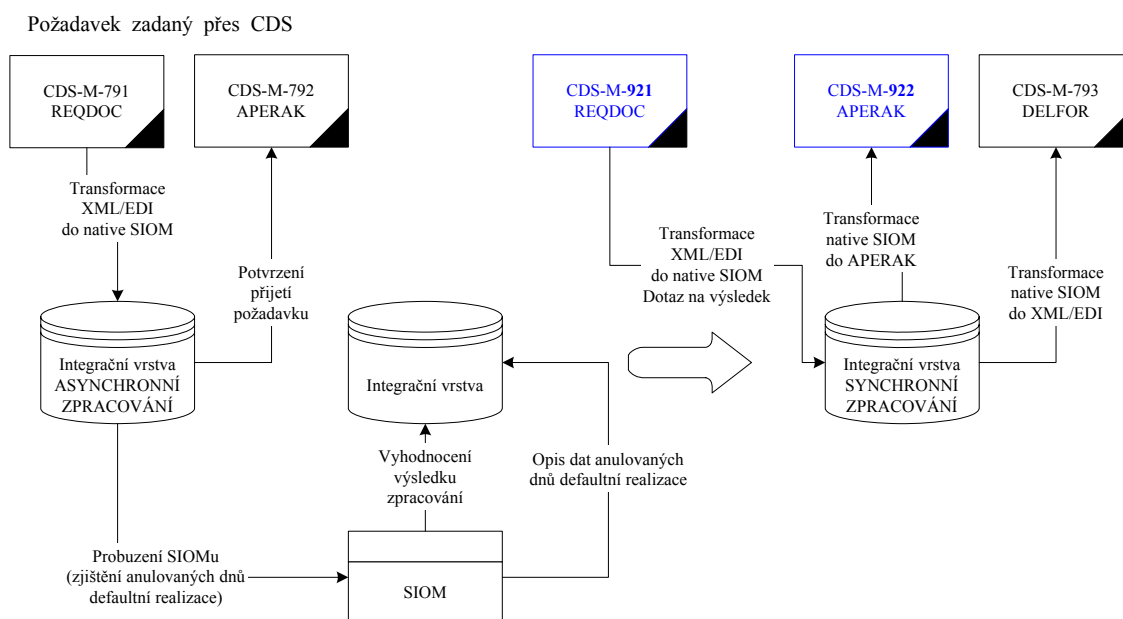 Požadavek zadaný přes CDS
CDS-M-791
REQDOC
CDS-M-792
APERAK
CDS-M-921
REQDOC
CDS-M-922
APERAK
CDS-M-793
DELFOR
Transformace
XML/EDI
do native SIOM
Potvrzení
přijetí
požadavku
Transformace
XML/EDI
do native SIOM
Dotaz na výsledek
Transformace
native SIOM
do APERAK
Transformace
native SIOM
do XML/EDI
Integrační vrstva
ASYNCHRONNÍ
ZPRACOVÁNÍ
Integrační vrstva
Integrační vrstva
SYNCHRONNÍ
ZPRACOVÁNÍ
Vyhodnocení
výsledku
zpracování
Opis dat anulovaných
dnů defaultní realizace
Probuzení SIOMu
(zjištění anulovaných dnů
defaultní realizace)
SIOM